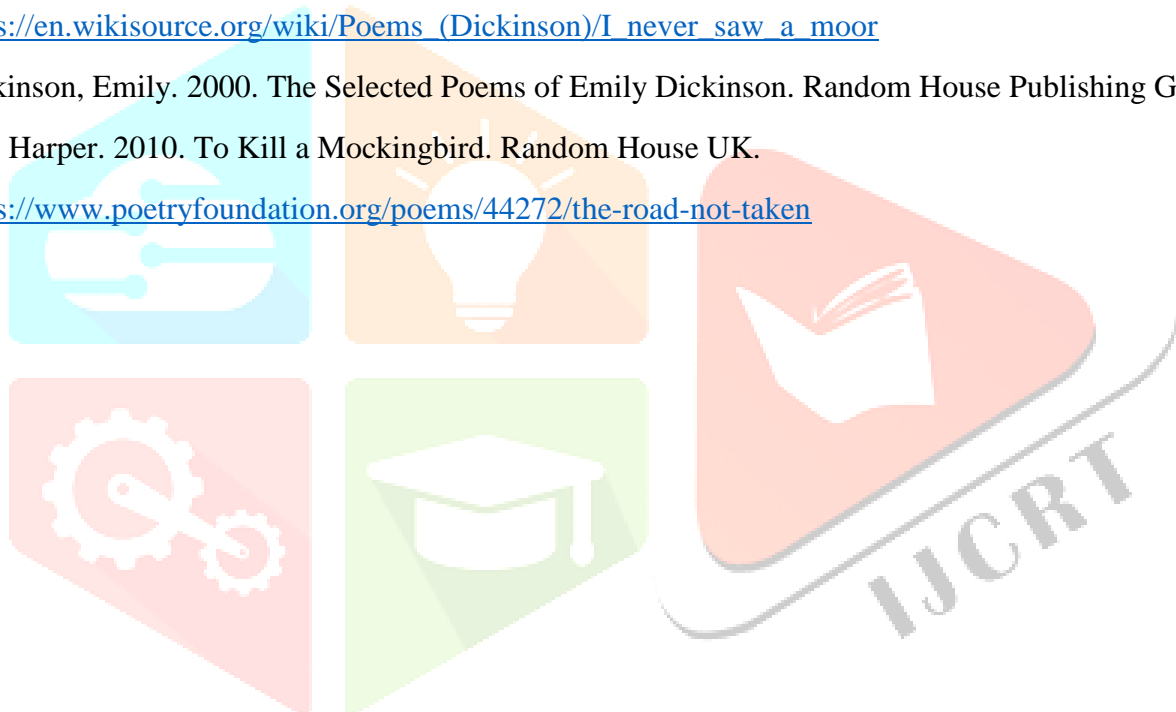 s://en.wikisource.org/wiki/Poems_(Dickinson)/I_never_saw_a_moor
kinson, Emily. 2000. The Selected Poems of Emily Dickinson. Random House Publishing G
Harper. 2010. To Kill a Mockingbird. Random House UK.
s://www.poetryfoundation.org/poems/44272/the-road-not-taken
IJCRT